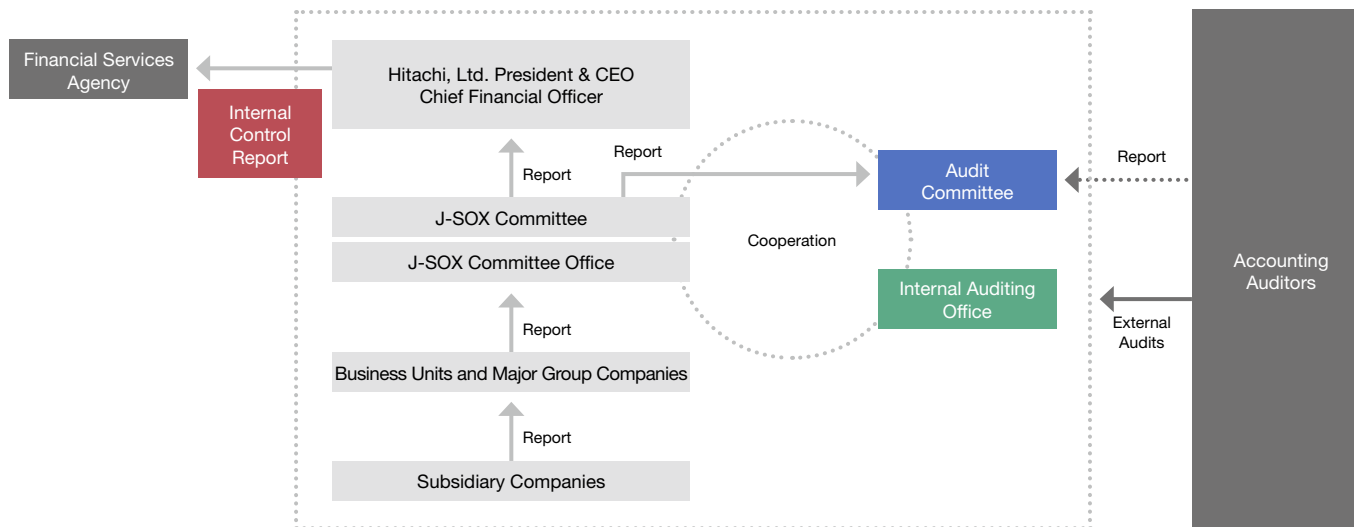 Financial Services
Agency
Internal
Control
Report
Hitachi, Ltd. President & CEO
Chief Financial Officer
Report
Report
J-SOX Committee
J-SOX Committee Office
Report
Business Units and Major Group Companies
Report
Subsidiary Companies
Cooperation
Audit
Committee
Internal Auditing
Office
Report
External
Audits
Accounting
Auditors